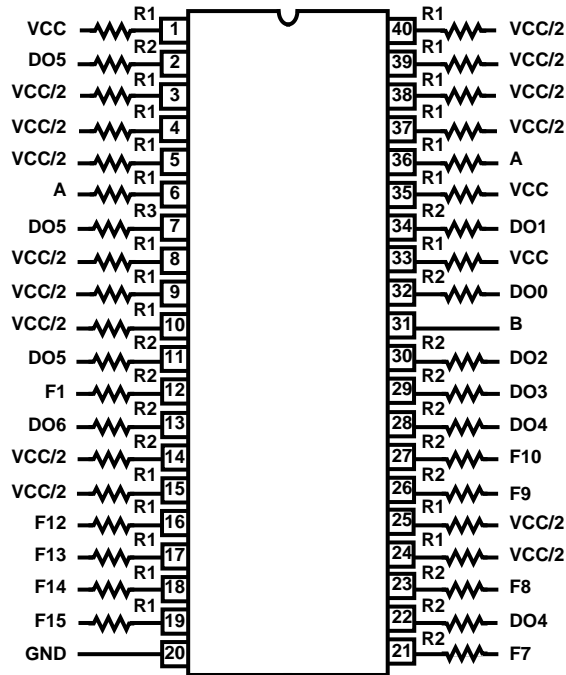 VCC R1 1 40 R1 VCC/2
DO5 R2 2 39 R1 VCC/2
VCC/2 R1 3 38 R1 VCC/2
VCC/2 R1 4 37 R1 VCC/2
VCC/2 R1 5 36 R1 A
A R1 6 35 R1 VCC
DO5 R3 7 34 R2 DO1
VCC/2 R1 8 33 R1 VCC
VCC/2 R1 9 32 R2 DO0
VCC/2 R1 10 31 B
DO5 R2 11 30 R2 DO2
F1 R2 12 29 R2 DO3
DO6 R2 13 28 R2 DO4
VCC/2 R2 14 27 R2 F10
VCC/2 R1 15 26 R2 F9
F12 R1 16 25 R1 VCC/2
F13 R1 17 24 R1 VCC/2
F14 R1 18 23 R2 F8
F15 R1 19 22 R2 DO4
GND 20 21 R2 F7